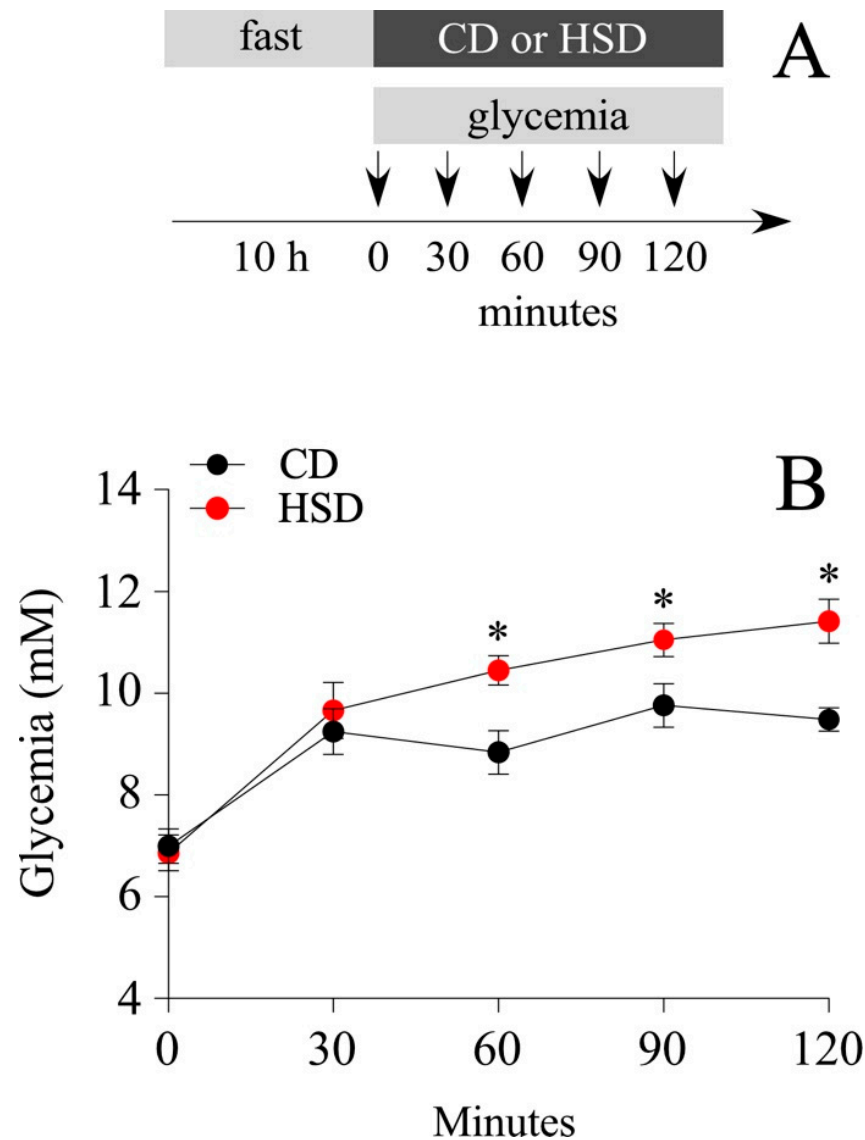 fast CD or HSD A
glycemia
10 h 0 30 60 90 120
minutes
CD B
HSD
14
12
10
8
6
4
Glycemia (mM)
* * *
0 30 60 90 120
Minutes